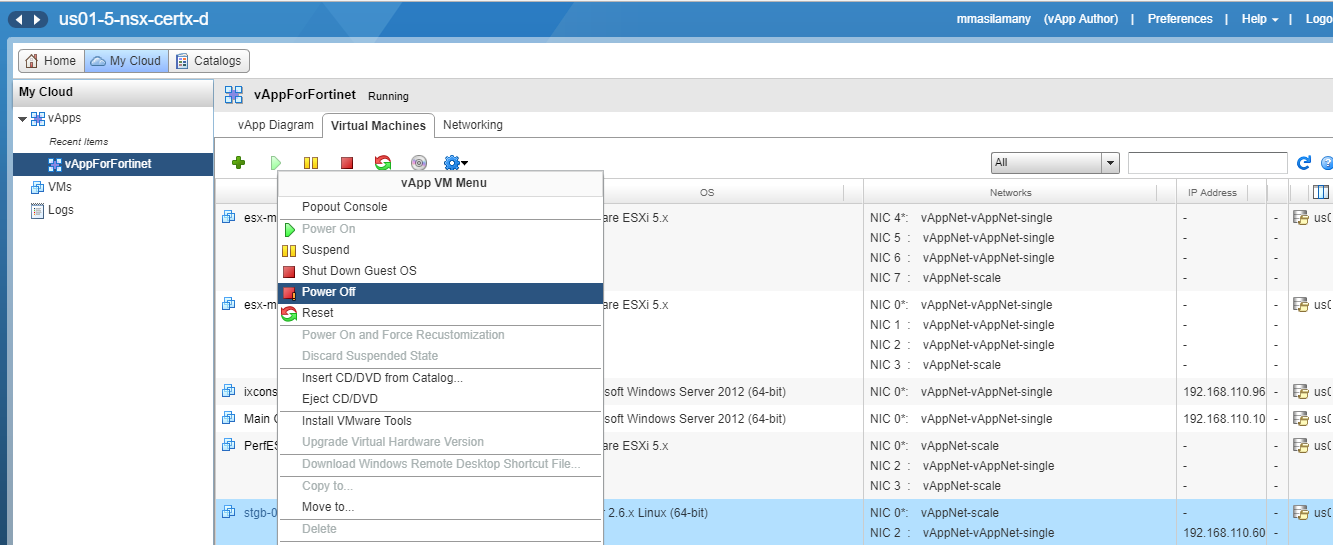 us01-5-nsx-certx-d
mmasilamany (vApp Author) | Preferences | Help | Logo
Home My Cloud Catalogs
My Cloud
vApps
Recent Items
vAppForFortinet
VMs
Logs
vAppForFortinet Running
vApp Diagram Virtual Machines Networking
All
OS Networks IP Address
vApp VM Menu
Popout Console
Power On
Suspend
Shut Down Guest OS
Power Off
Reset
Power On and Force Recustomization
Discard Suspended State
Insert CD/DVD from Catalog...
Eject CD/DVD
Install VMware Tools
Upgrade Virtual Hardware Version
Download Windows Remote Desktop Shortcut File...
Copy to...
Move to...
Delete
esx-m are ESXi 5.x NIC 4*: vAppNet-vAppNet-single - - us0
NIC 5 : vAppNet-vAppNet-single - -
NIC 6 : vAppNet-vAppNet-single - -
NIC 7 : vAppNet-scale - -
esx-m are ESXi 5.x NIC 0*: vAppNet-vAppNet-single - - us0
NIC 1 : vAppNet-vAppNet-single - -
NIC 2 : vAppNet-vAppNet-single - -
NIC 3 : vAppNet-scale - -
ixcons soft Windows Server 2012 (64-bit) NIC 0*: vAppNet-vAppNet-single 192.168.110.96 - us0
Main C soft Windows Server 2012 (64-bit) NIC 0*: vAppNet-vAppNet-single 192.168.110.10 - us0
PerfES are ESXi 5.x NIC 0*: vAppNet-scale - - us0
NIC 2 : vAppNet-vAppNet-single - -
NIC 3 : vAppNet-scale - -
stgb-0 2.6.x Linux (64-bit) NIC 0*: vAppNet-scale - - us0
NIC 2 : vAppNet-vAppNet-single 192.168.110.60 -